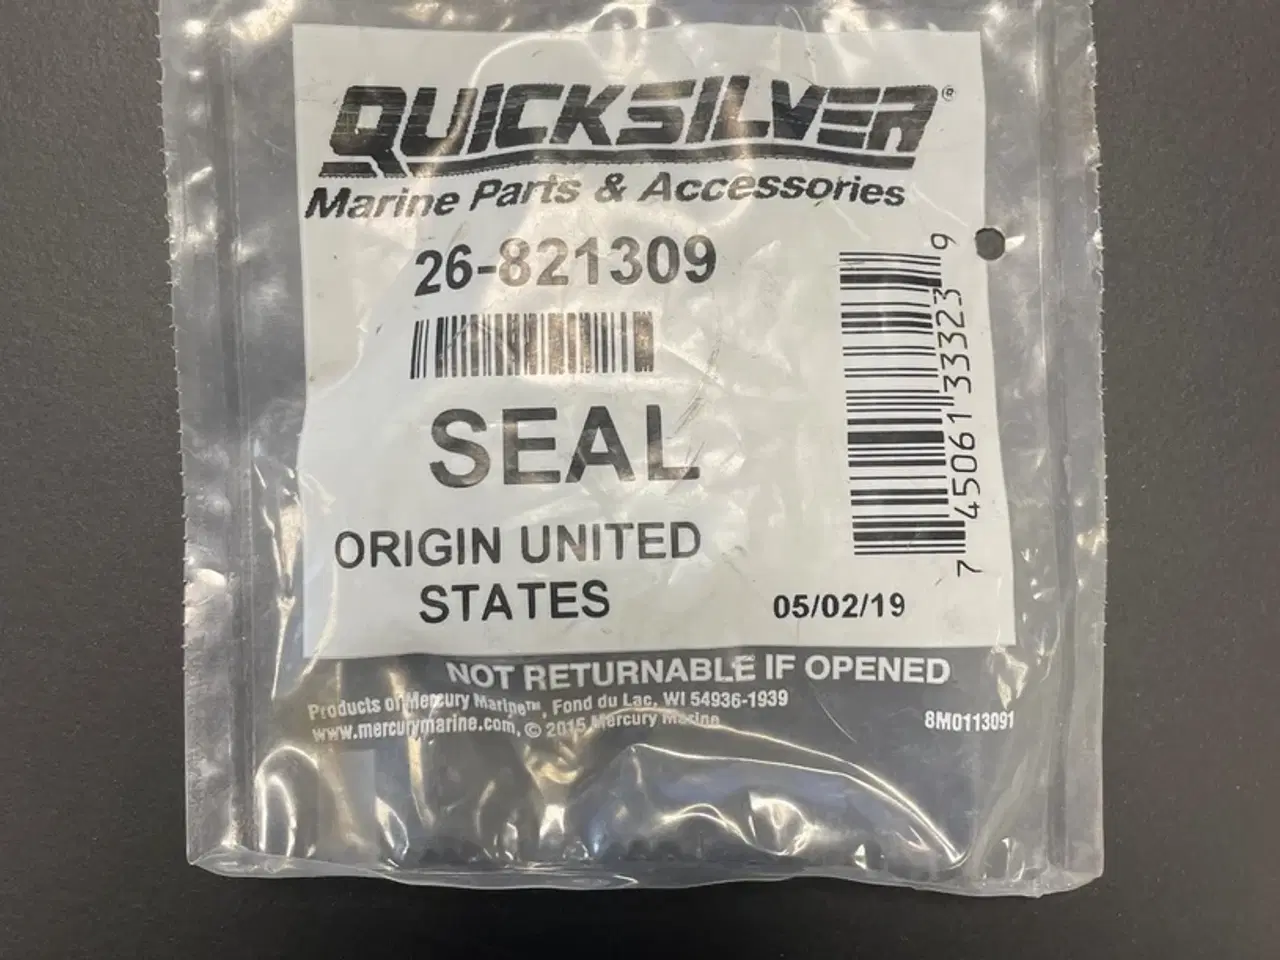 QUICKSILVER®
Marine Parts & Accessories
26-821309
SEAL
ORIGIN UNITED
STATES
05/02/19
7 45061 33323 9
NOT RETURNABLE IF OPENED
Products of Mercury Marine™, Fond du Lac, WI 54936-1939
www.mercurymarine.com, © 2015 Mercury Marine
8M0113091